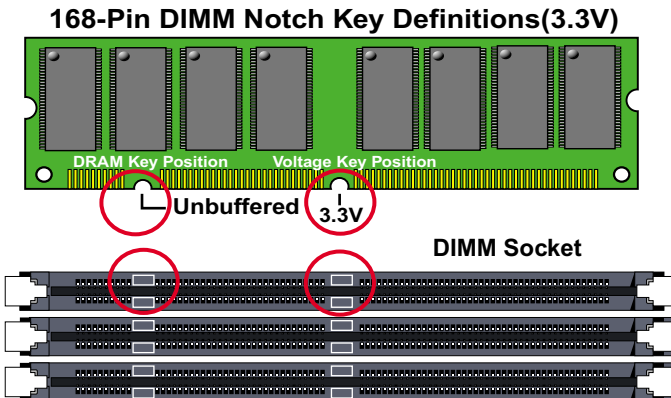 168-Pin DIMM Notch Key Definitions(3.3V)
DRAM Key Position
Voltage Key Position
Unbuffered
3.3V
DIMM Socket